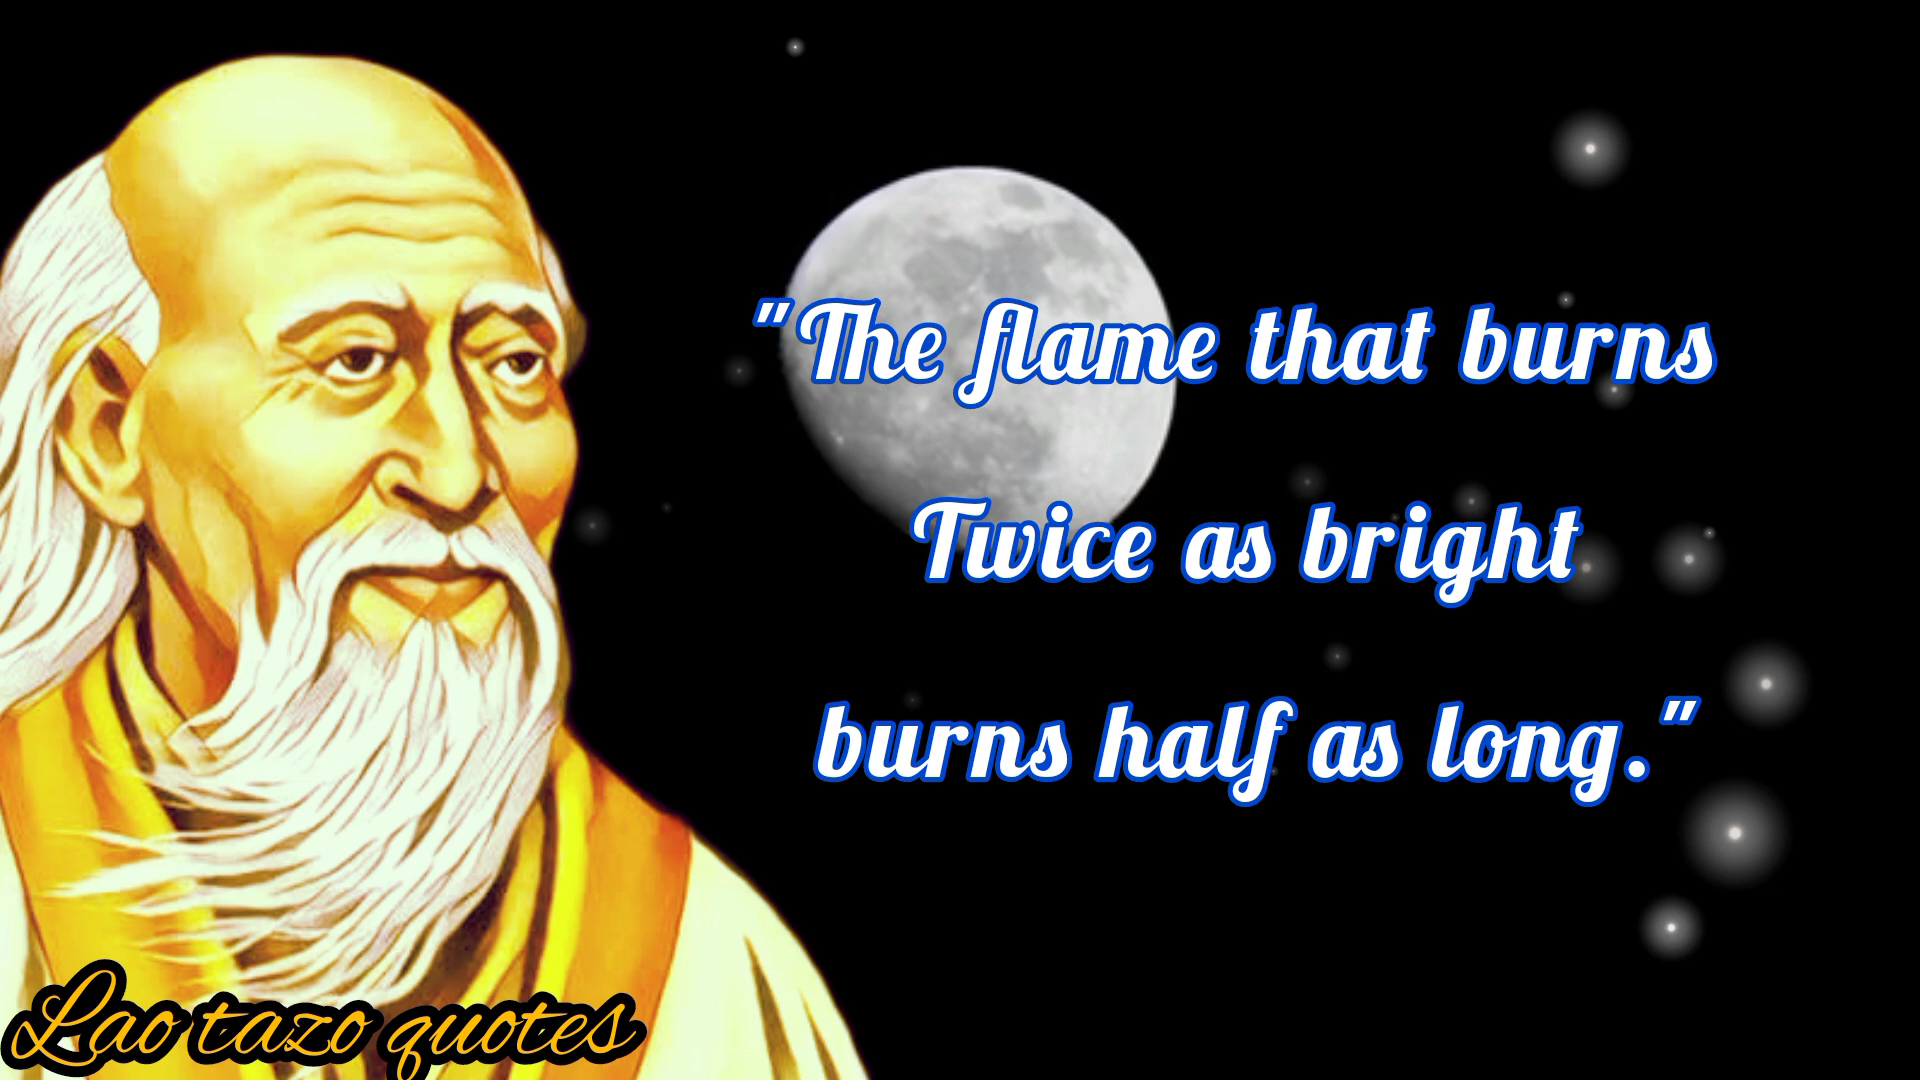 "The flame that burns
Twice as bright
burns half as long."
Lao tazo quotes